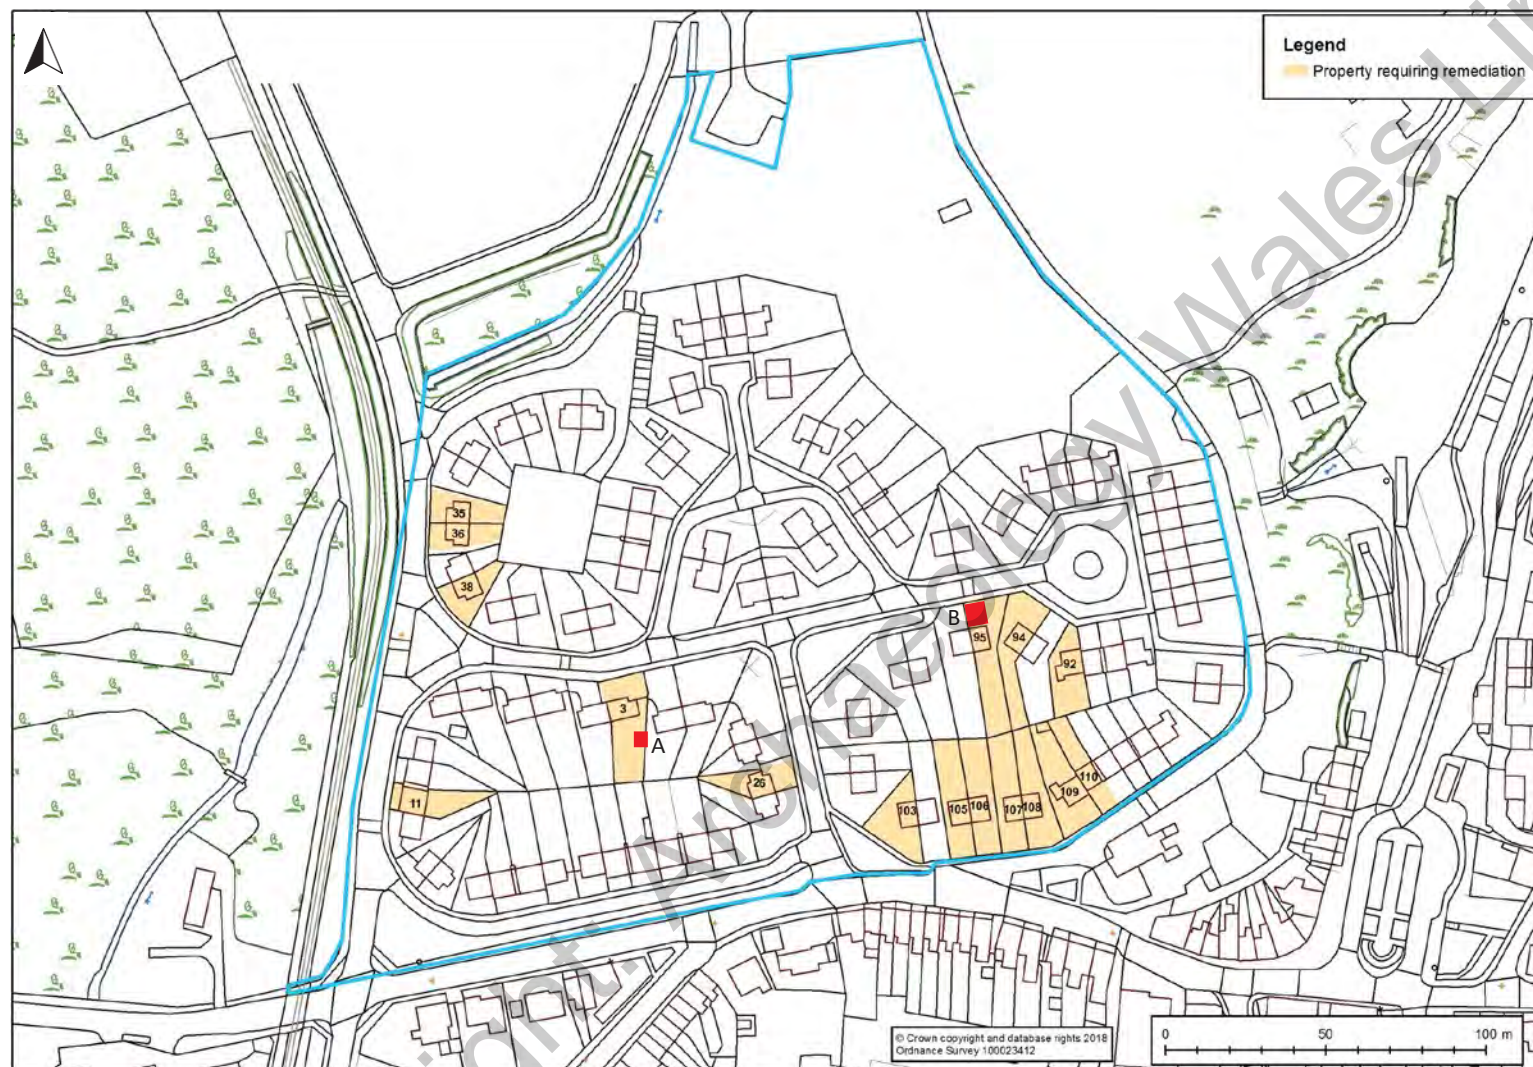 Legend
Property requiring remediation
35
36
38
B
95
94
92
3
A
26
11
110
109
103
105
106
107
108
© Crown copyright and database rights 2018
Ordnance Survey 100023412
0 50 100 m
Archaeology Wales